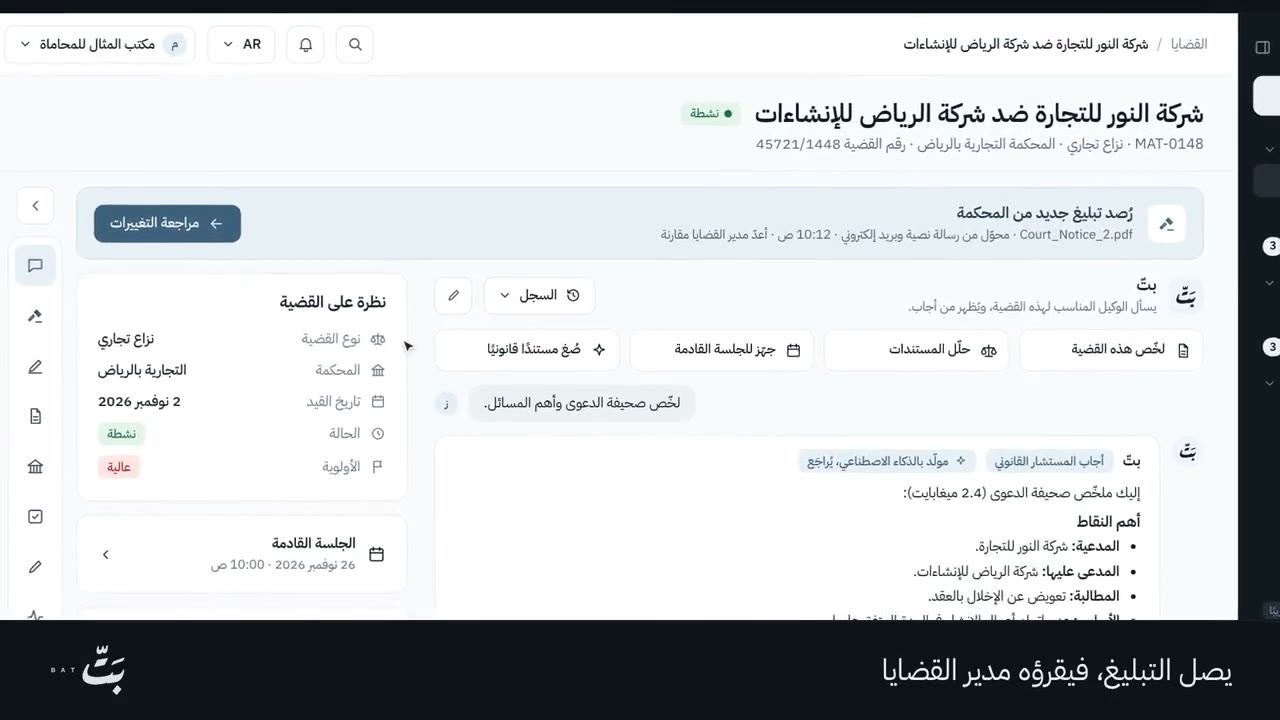 القضايا / شركة النور للتجارة ضد شركة الرياض للإنشاءات
AR
م مكتب المثال للمحاماة
شركة النور للتجارة ضد شركة الرياض للإنشاءات
نشطة
MAT-0148 · نزاع تجاري · المحكمة التجارية بالرياض · رقم القضية 45721/1448
رُصد تبليغ جديد من المحكمة
Court_Notice_2.pdf · محوّل من رسالة نصية وبريد إلكتروني · 10:12 ص · أعدّ مدير القضايا مقارنة
مراجعة التغييرات
بتّ
يسأل الوكيل المناسب لهذه القضية، ويُظهر من أجاب.
السجل
لخّص هذه القضية
حلّل المستندات
جهّز للجلسة القادمة
صُغ مستندًا قانونيًا
لخّص صحيفة الدعوى وأهم المسائل.
ز
بَتّ
بتّ
أجاب المستشار القانوني
مولّد بالذكاء الاصطناعي، يُراجَع
إليك ملخّص صحيفة الدعوى (2.4 ميغابايت):
أهم النقاط
المدعية: شركة النور للتجارة.
المدعى عليها: شركة الرياض للإنشاءات.
المطالبة: تعويض عن الإخلال بالعقد.
نظرة على القضية
نوع القضية نزاع تجاري
المحكمة التجارية بالرياض
تاريخ القيد 2 نوفمبر 2026
الحالة نشطة
الأولوية عالية
الجلسة القادمة
26 نوفمبر 2026 · 10:00 ص
3
3
يصل التبليغ، فيقرؤه مدير القضايا
بَتّ
BAT